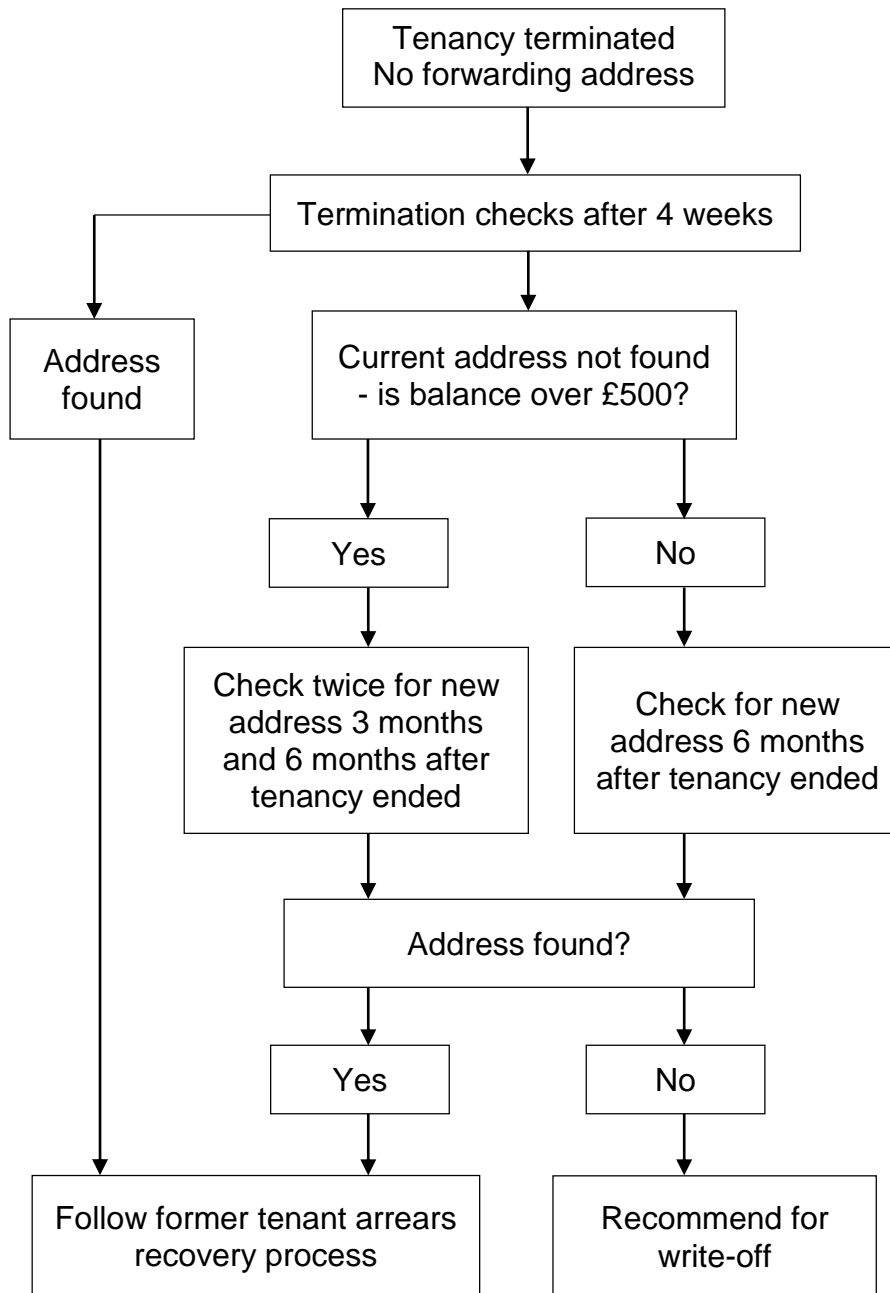 Tenancy terminated
No forwarding address
Termination checks after 4 weeks
Address
found
Current address not found
- is balance over £500?
Yes
No
Check twice for new
address 3 months
and 6 months after
tenancy ended
Check for new
address 6 months
after tenancy ended
Address found?
Yes
No
Follow former tenant arrears
recovery process
Recommend for
write-off